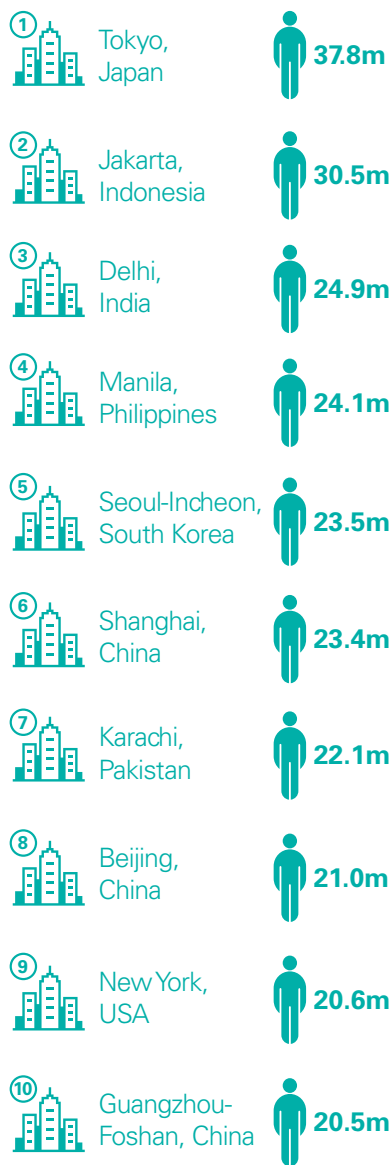 1
Tokyo,
Japan
37.8m
2
Jakarta,
Indonesia
30.5m
3
Delhi,
India
24.9m
4
Manila,
Philippines
24.1m
5
Seoul-Incheon,
South Korea
23.5m
6
Shanghai,
China
23.4m
7
Karachi,
Pakistan
22.1m
8
Beijing,
China
21.0m
9
New York,
USA
20.6m
10
Guangzhou-
Foshan, China
20.5m